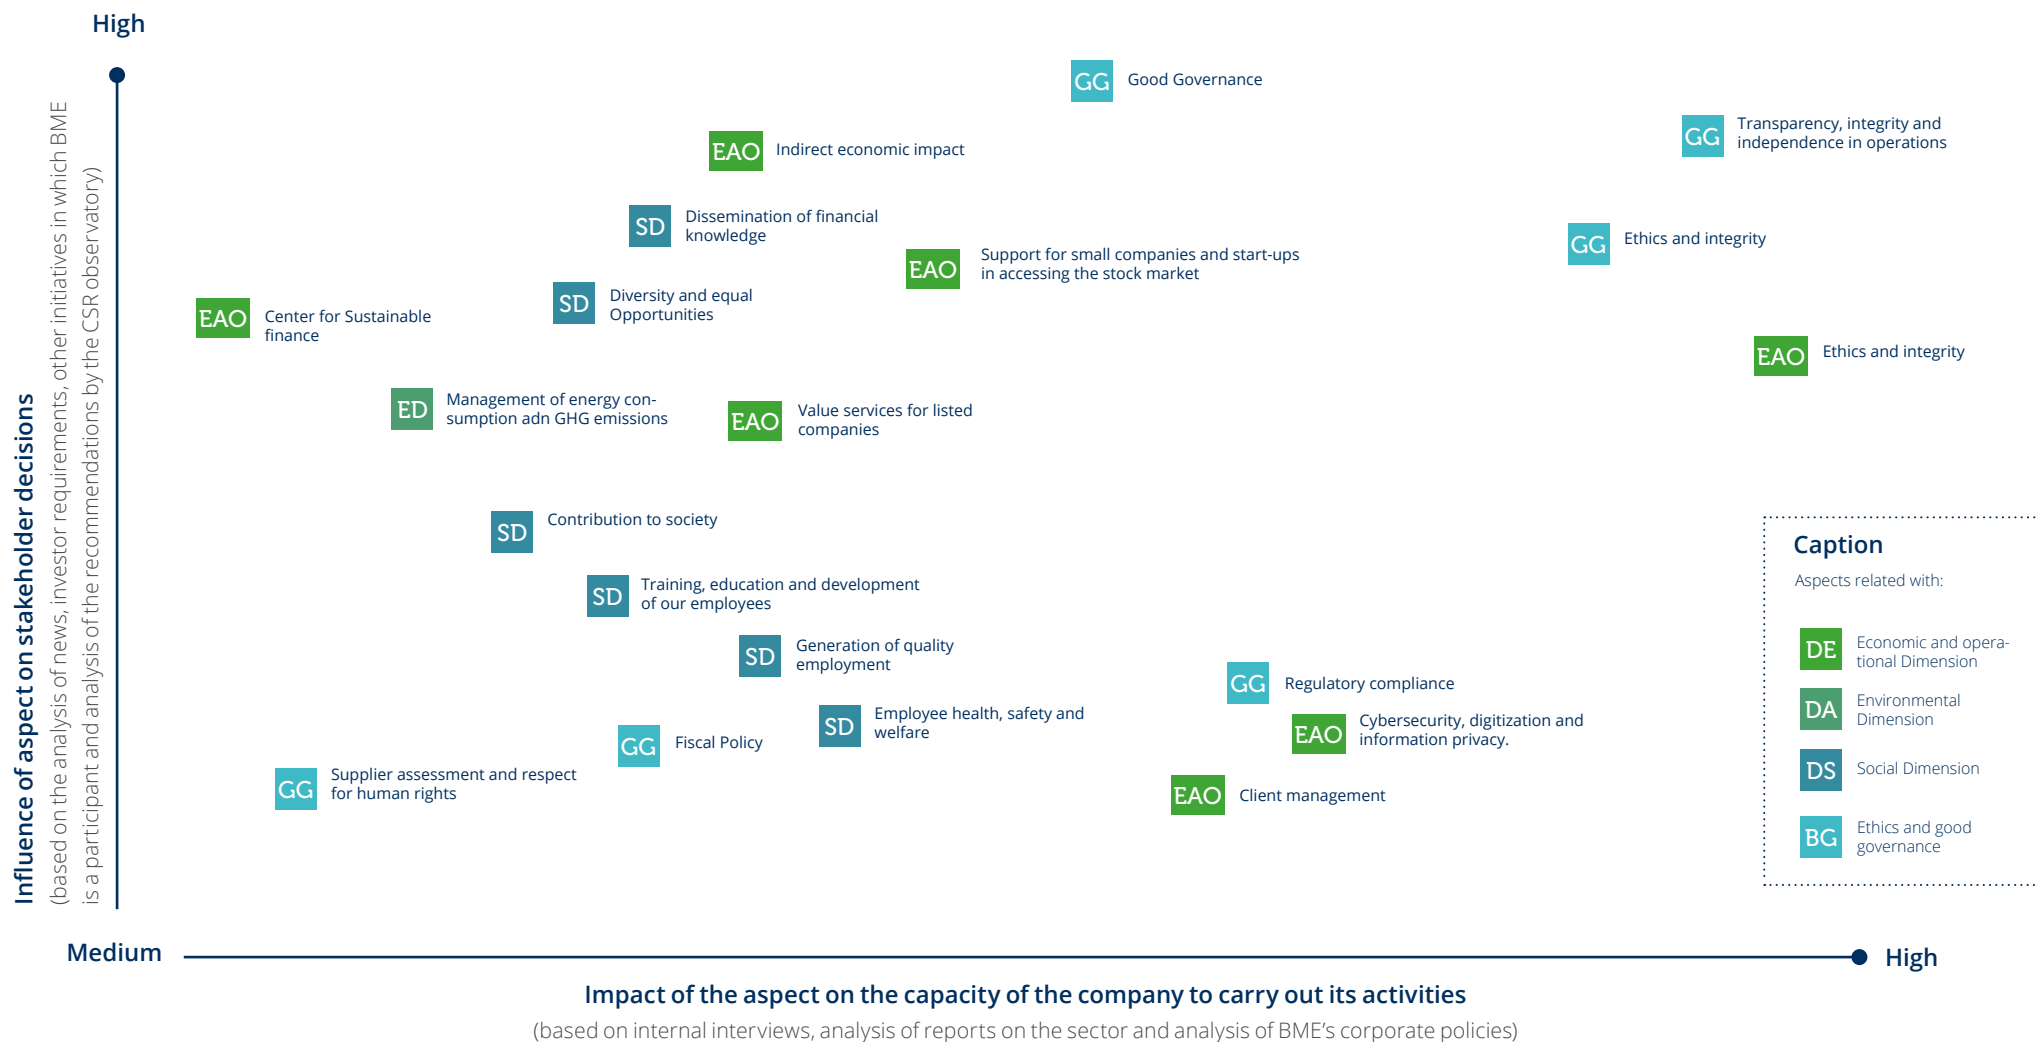 High
Influence of aspect on stakeholder decisions
(based on the analysis of news, investor requirements, other initiatives in which BME
is a participant and analysis of the recommendations by the CSR observatory)
GG
Good Governance
GG
Transparency, integrity and
independence in operations
EAO
Indirect economic impact
SD
Dissemination of financial
knowledge
GG
Ethics and integrity
EAO
Support for small companies and start-ups
in accessing the stock market
SD
Diversity and equal
Opportunities
EAO
Center for Sustainable
finance
EAO
Ethics and integrity
ED
Management of energy con-
sumption adn GHG emissions
EAO
Value services for listed
companies
SD
Contribution to society
SD
Training, education and development
of our employees
SD
Generation of quality
employment
GG
Regulatory compliance
SD
Employee health, safety and
welfare
EAO
Cybersecurity, digitization and
information privacy.
GG
Fiscal Policy
GG
Supplier assessment and respect
for human rights
EAO
Client management
Caption
Aspects related with:
DE
Economic and opera-
tional Dimension
DA
Environmental
Dimension
DS
Social Dimension
BG
Ethics and good
governance
Medium
High
Impact of the aspect on the capacity of the company to carry out its activities
(based on internal interviews, analysis of reports on the sector and analysis of BME’s corporate policies)